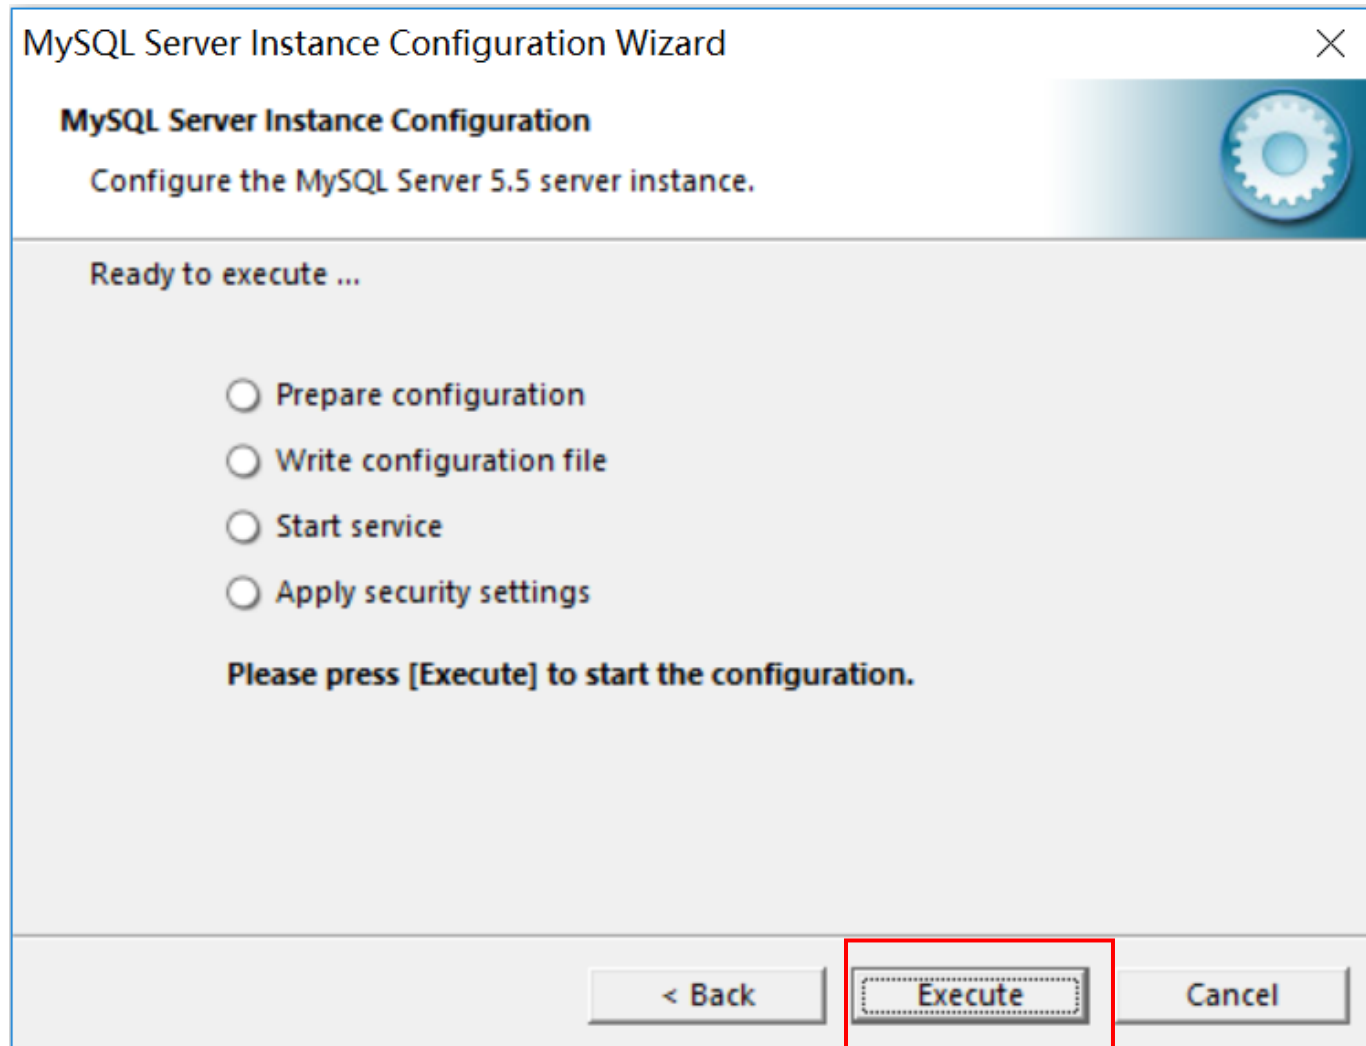 MySQL Server Instance Configuration Wizard
MySQL Server Instance Configuration
Configure the MySQL Server 5.5 server instance.
Ready to execute ...
Prepare configuration
Write configuration file
Start service
Apply security settings
Please press [Execute] to start the configuration.
< Back
Execute
Cancel